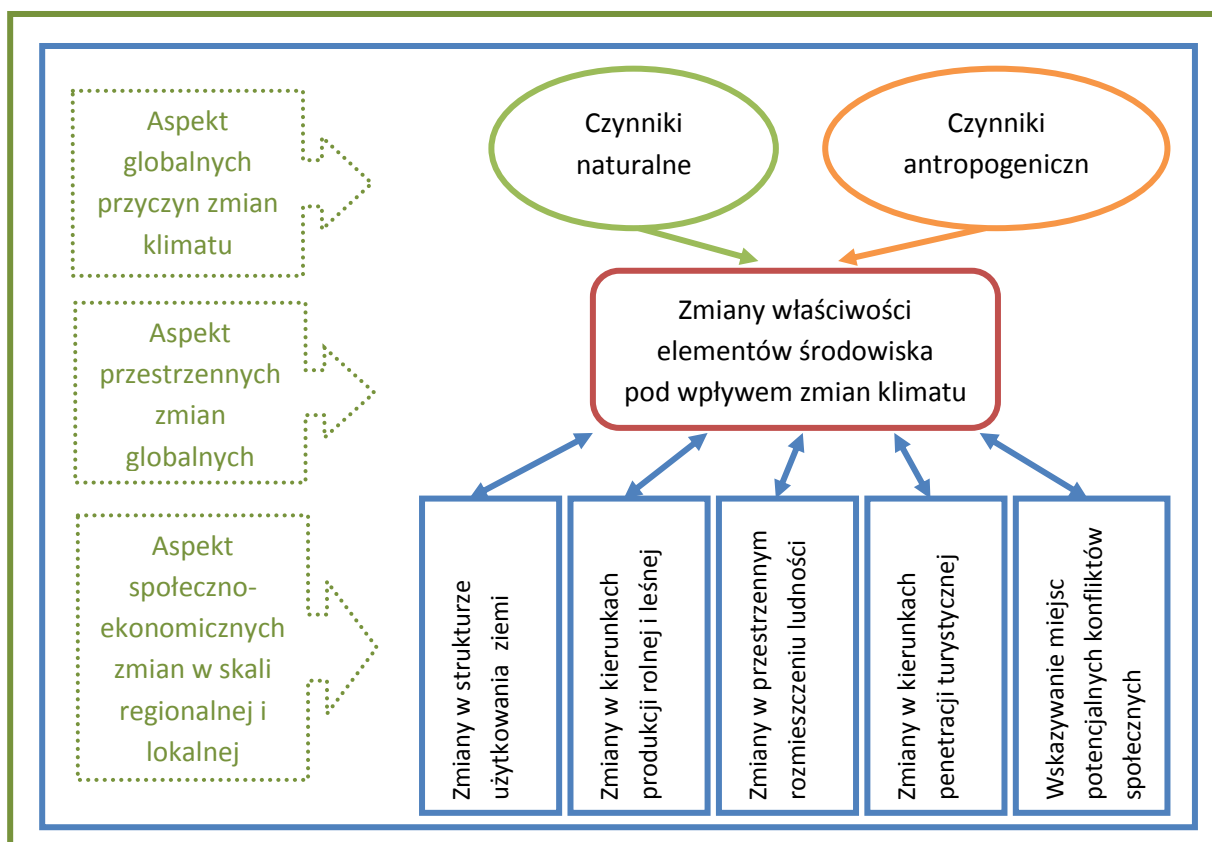 Aspekt
globalnych
przyczyn zmian
klimatu
Czynniki
naturalne
Czynniki
antropogeniczn
Aspekt
przestrzennych
zmian
globalnych
Zmiany właściwości
elementów środowiska
pod wpływem zmian klimatu
Aspekt
społeczno-
ekonomicznych
zmian w skali
regionalnej i
lokalnej
Zmiany w strukturze
użytkowania ziemi
Zmiany w kierunkach
produkcji rolnej i leśnej
Zmiany w przestrzennym
rozmieszczeniu ludności
Zmiany w kierunkach
penetracji turystycznej
Wskazywanie miejsc
potencjalnych konfliktów
społecznych